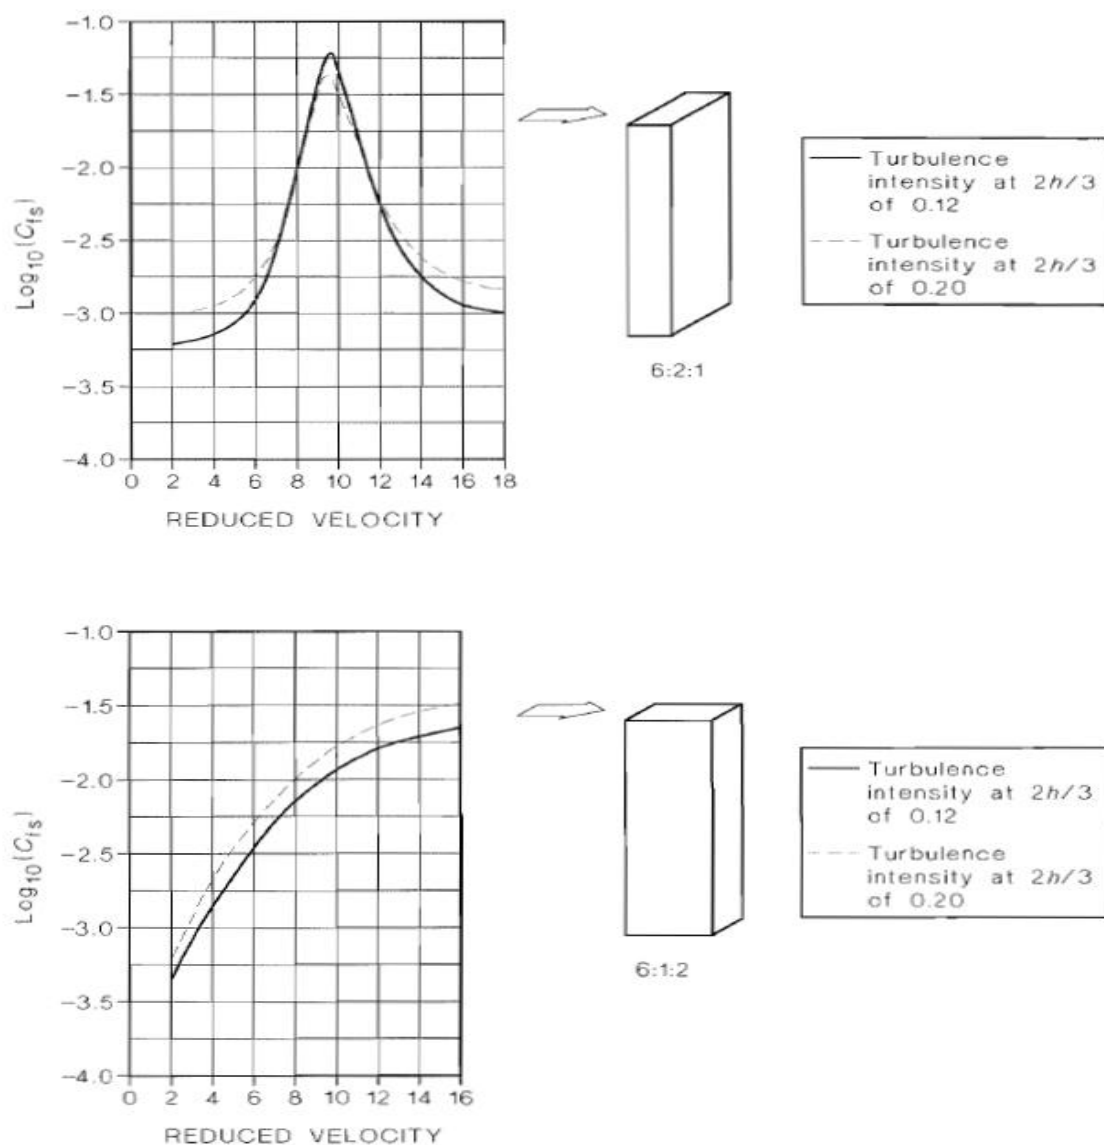 −1.0
−1.5
−2.0
−2.5
−3.0
−3.5
−4.0
Log10(Cfs)
0 2 4 6 8 10 12 14 16 18
REDUCED VELOCITY
6:2:1
Turbulence
intensity at 2h/3
of 0.12
Turbulence
intensity at 2h/3
of 0.20
−1.0
−1.5
−2.0
−2.5
−3.0
−3.5
−4.0
Log10(Cfs)
0 2 4 6 8 10 12 14 16
REDUCED VELOCITY
6:1:2
Turbulence
intensity at 2h/3
of 0.12
Turbulence
intensity at 2h/3
of 0.20